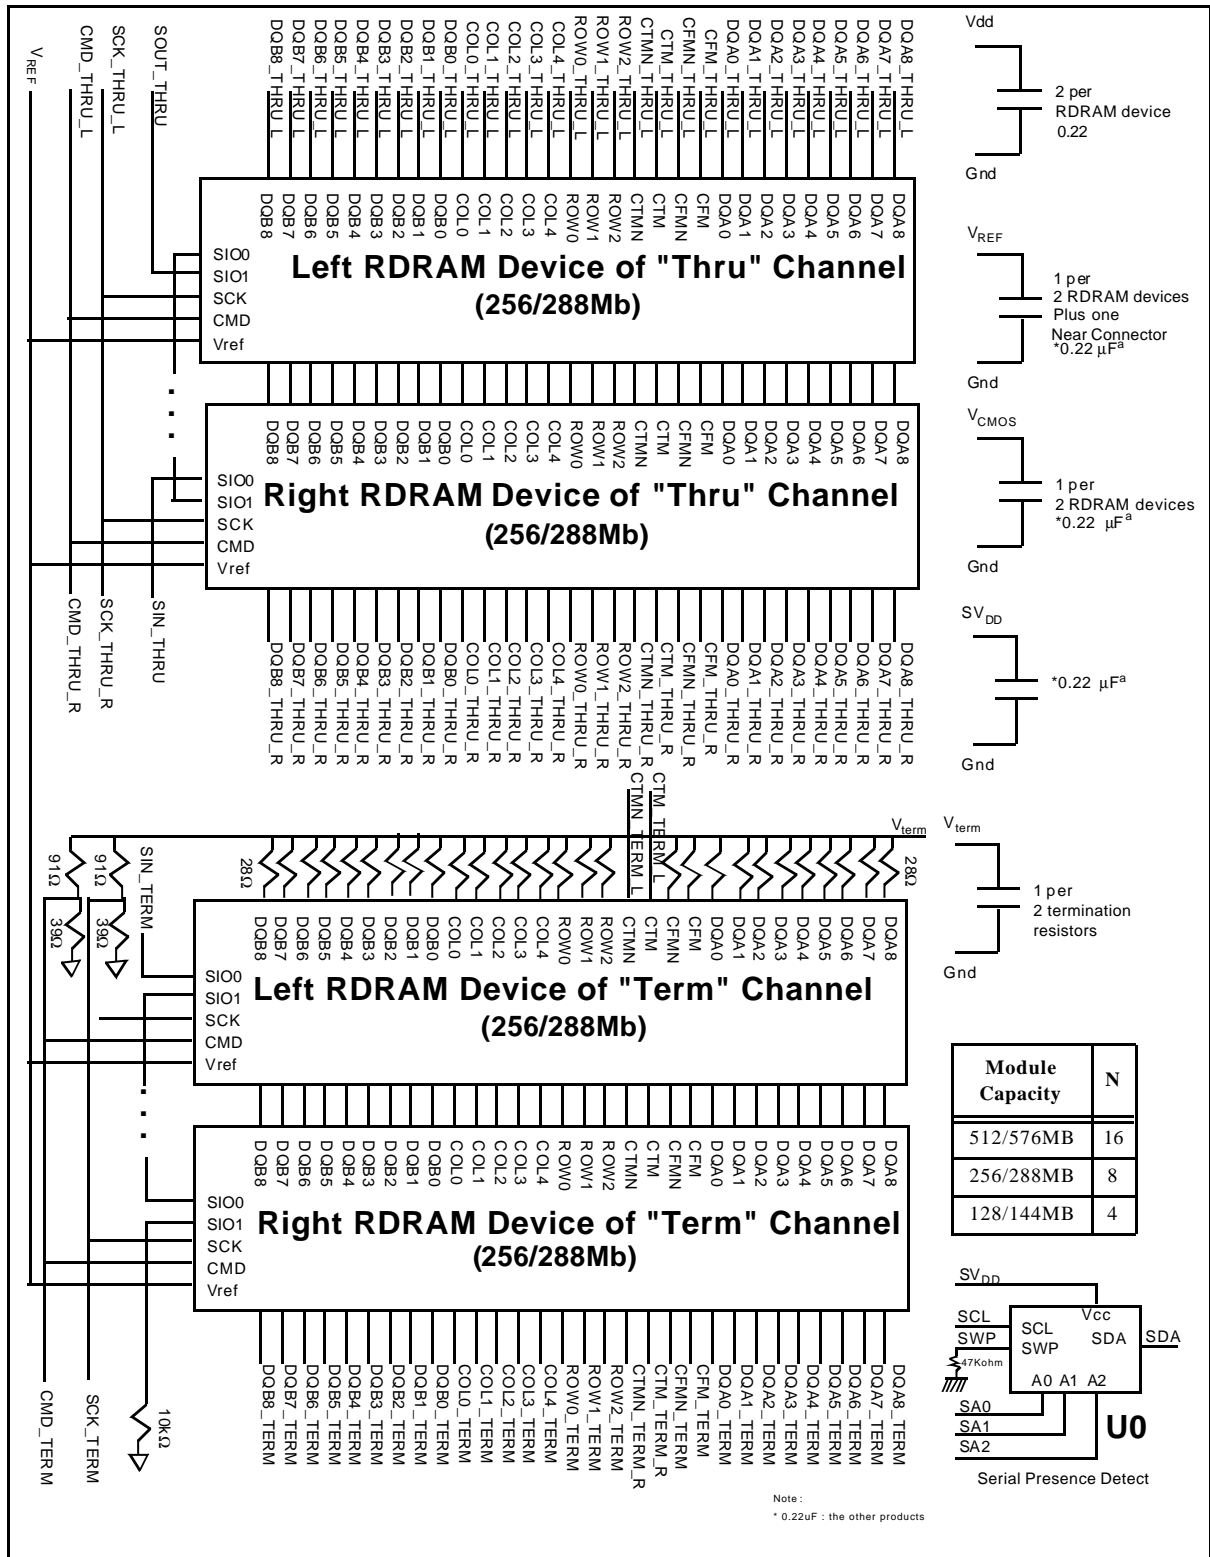 VREF
CMD_THRU_L
SCK_THRU_L
SOUT_THRU
DQB8_THRU_L
DQB7_THRU_L
DQB6_THRU_L
DQB5_THRU_L
DQB4_THRU_L
DQB3_THRU_L
DQB2_THRU_L
DQB1_THRU_L
DQB0_THRU_L
COL0_THRU_L
COL1_THRU_L
COL2_THRU_L
COL3_THRU_L
COL4_THRU_L
ROW0_THRU_L
ROW1_THRU_L
ROW2_THRU_L
CTMN_THRU_L
CTM_THRU_L
CFMN_THRU_L
CFM_THRU_L
DQA0_THRU_L
DQA1_THRU_L
DQA2_THRU_L
DQA3_THRU_L
DQA4_THRU_L
DQA5_THRU_L
DQA6_THRU_L
DQA7_THRU_L
DQA8_THRU_L
DQB8
DQB7
DQB6
DQB5
DQB4
DQB3
DQB2
DQB1
DQB0
COL0
COL1
COL2
COL3
COL4
ROW0
ROW1
ROW2
CTMN
CTM
CFMN
CFM
DQA0
DQA1
DQA2
DQA3
DQA4
DQA5
DQA6
DQA7
DQA8
SIO0
SIO1
SCK
CMD
Vref
Left RDRAM Device of "Thru" Channel
(256/288Mb)
DQB8
DQB7
DQB6
DQB5
DQB4
DQB3
DQB2
DQB1
DQB0
COL0
COL1
COL2
COL3
COL4
ROW0
ROW1
ROW2
CTMN
CTM
CFMN
CFM
DQA0
DQA1
DQA2
DQA3
DQA4
DQA5
DQA6
DQA7
DQA8
SIO0
SIO1
SCK
CMD
Vref
Right RDRAM Device of "Thru" Channel
(256/288Mb)
CMD_THRU_R
SCK_THRU_R
SIN_THRU
DQB8_THRU_R
DQB7_THRU_R
DQB6_THRU_R
DQB5_THRU_R
DQB4_THRU_R
DQB3_THRU_R
DQB2_THRU_R
DQB1_THRU_R
DQB0_THRU_R
COL0_THRU_R
COL1_THRU_R
COL2_THRU_R
COL3_THRU_R
COL4_THRU_R
ROW0_THRU_R
ROW1_THRU_R
ROW2_THRU_R
CTMN_THRU_R
CTM_THRU_R
CFMN_THRU_R
CFM_THRU_R
DQA0_THRU_R
DQA1_THRU_R
DQA2_THRU_R
DQA3_THRU_R
DQA4_THRU_R
DQA5_THRU_R
DQA6_THRU_R
DQA7_THRU_R
DQA8_THRU_R
CTMN_TERM_L
CTM_TERM_L
Vterm
91Ω
91Ω
39Ω
39Ω
SIN_TERM
28Ω
28Ω
DQB8
DQB7
DQB6
DQB5
DQB4
DQB3
DQB2
DQB1
DQB0
COL0
COL1
COL2
COL3
COL4
ROW0
ROW1
ROW2
CTMN
CTM
CFMN
CFM
DQA0
DQA1
DQA2
DQA3
DQA4
DQA5
DQA6
DQA7
DQA8
SIO0
SIO1
SCK
CMD
Vref
Left RDRAM Device of "Term" Channel
(256/288Mb)
DQB8
DQB7
DQB6
DQB5
DQB4
DQB3
DQB2
DQB1
DQB0
COL0
COL1
COL2
COL3
COL4
ROW0
ROW1
ROW2
CTMN
CTM
CFMN
CFM
DQA0
DQA1
DQA2
DQA3
DQA4
DQA5
DQA6
DQA7
DQA8
SIO0
SIO1
SCK
CMD
Vref
Right RDRAM Device of "Term" Channel
(256/288Mb)
CMD_TERM
SCK_TERM
10kΩ
DQB8_TERM
DQB7_TERM
DQB6_TERM
DQB5_TERM
DQB4_TERM
DQB3_TERM
DQB2_TERM
DQB1_TERM
DQB0_TERM
COL0_TERM
COL1_TERM
COL2_TERM
COL3_TERM
COL4_TERM
ROW0_TERM
ROW1_TERM
ROW2_TERM
CTMN_TERM_R
CTM_TERM_R
CFMN_TERM
CFM_TERM
DQA0_TERM
DQA1_TERM
DQA2_TERM
DQA3_TERM
DQA4_TERM
DQA5_TERM
DQA6_TERM
DQA7_TERM
DQA8_TERM
Vdd
2 per
RDRAM device
0.22
Gnd
VREF
1 per
2 RDRAM devices
Plus one
Near Connector
*0.22 μFa
Gnd
VCMOS
1 per
2 RDRAM devices
*0.22 μFa
Gnd
SVDD
*0.22 μFa
Gnd
Vterm
1 per
2 termination
resistors
Gnd
Module Capacity N
512/576MB 16
256/288MB 8
128/144MB 4
SVDD
Vcc
SCL
SCL
SDA
SDA
SWP
SWP
47Kohm
A0 A1 A2
SA0
SA1
SA2
U0
Serial Presence Detect
Note :
* 0.22uF : the other products